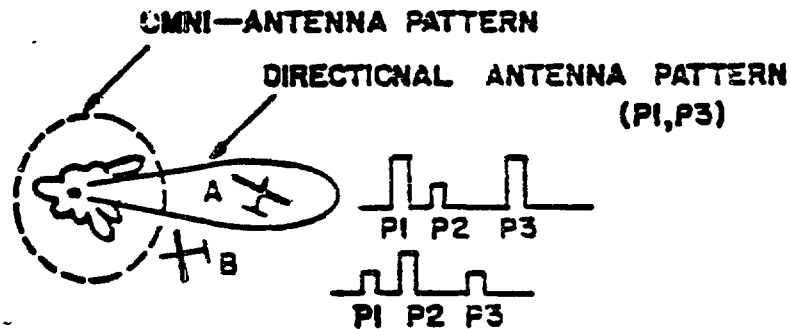 OMNI—ANTENNA PATTERN
DIRECTIONAL ANTENNA PATTERN
(P1,P3)
A
P1 P2 P3
B
P1 P2 P3